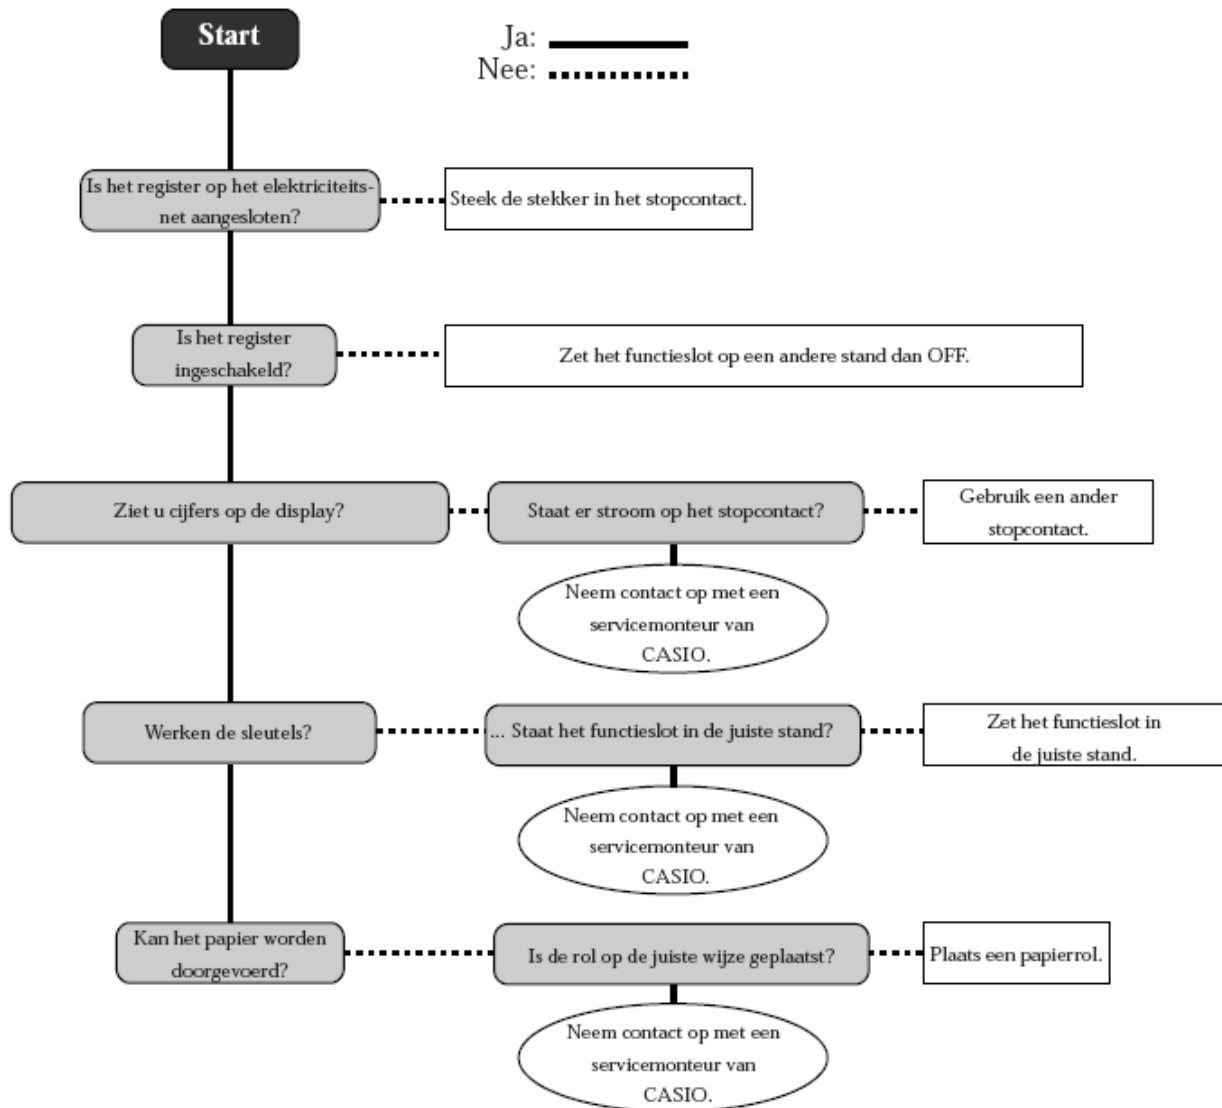 Start
Ja:
Nee:
Is het register op het elektriciteits-
net aangesloten?
Steek de stekker in het stopcontact.
Is het register
ingeschakeld?
Zet het functieslot op een andere stand dan OFF.
Ziet u cijfers op de display?
Staat er stroom op het stopcontact?
Gebruik een ander
stopcontact.
Neem contact op met een
servicemonteur van
CASIO.
Werken de sleutels?
... Staat het functieslot in de juiste stand?
Zet het functieslot in
de juiste stand.
Neem contact op met een
servicemonteur van
CASIO.
Kan het papier worden
doorgevoerd?
Is de rol op de juiste wijze geplaatst?
Plaats een papierrol.
Neem contact op met een
servicemonteur van
CASIO.